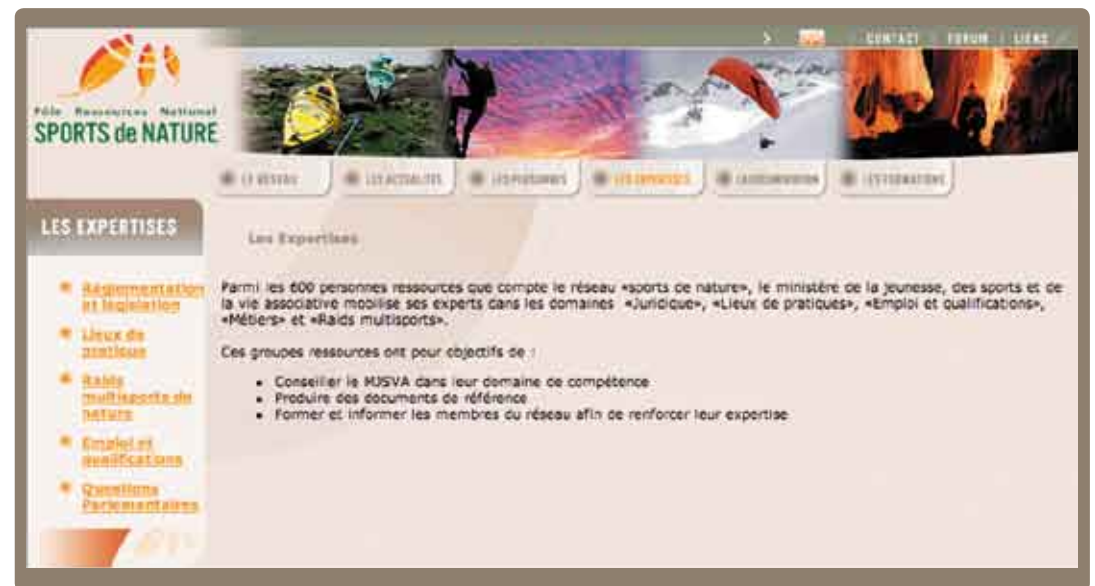 CONTACT | FORUM | LIENS
Pôle Ressources National
SPORTS de NATURE
LE RESEAU
LES ACTUALITES
LES PERSONNES
LES EXPERTISES
LA DOCUMENTATION
LES FORMATIONS
LES EXPERTISES
Réglementation
et législation
Lieux de
pratique
Raids
multisports de
nature
Emploi et
qualifications
Questions
Parlementaires
Les Expertises
Parmi les 600 personnes ressources que compte le réseau «sports de nature», le ministère de la jeunesse, des sports et de
la vie associative mobilise ses experts dans les domaines «Juridique», «Lieux de pratiques», «Emploi et qualifications»,
«Métiers» et «Raids multisports».
Ces groupes ressources ont pour objectifs de :
• Conseiller le MJSVA dans leur domaine de compétence
• Produire des documents de référence
• Former et informer les membres du réseau afin de renforcer leur expertise